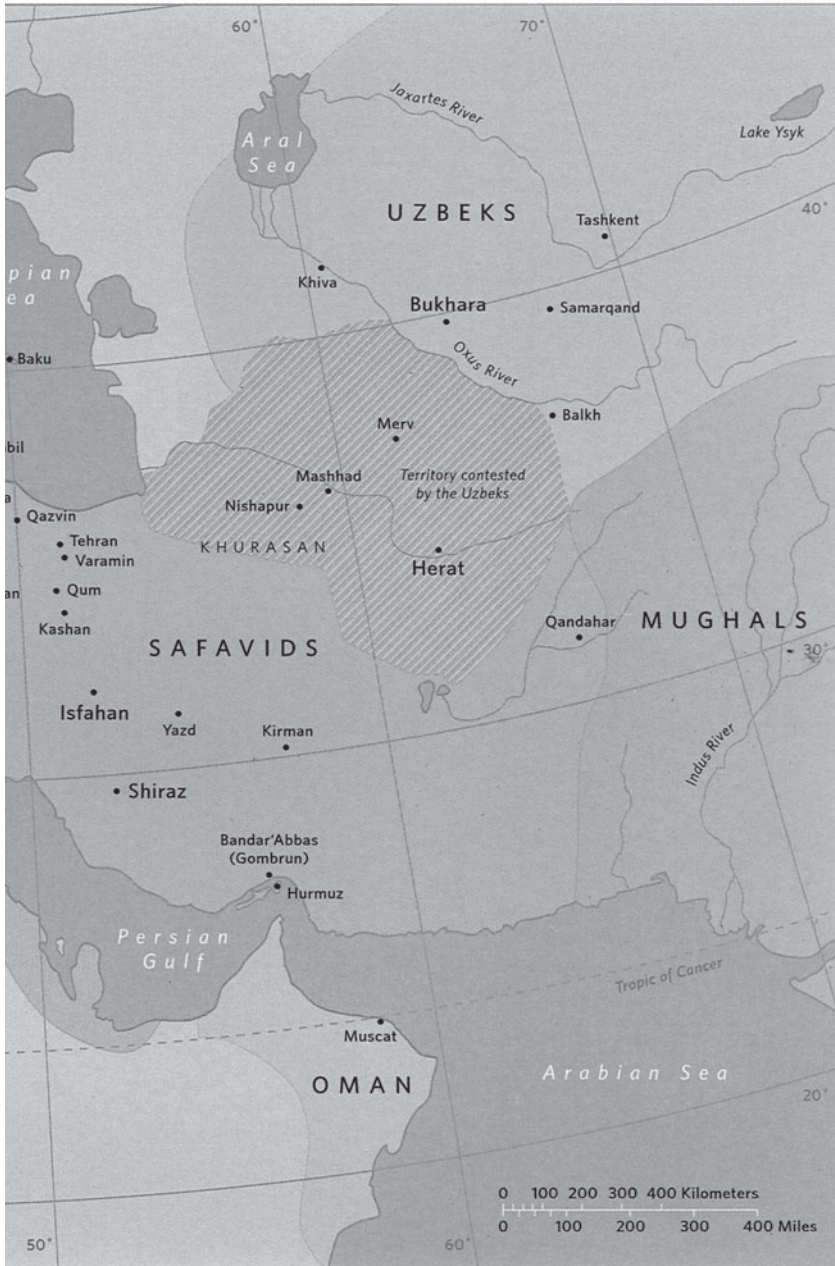 60°
70°
Jaxartes River
Aral
Sea
Lake Ysyk
UZBEKS
Tashkent
40°
pian
ea
Khiva
Bukhara
Samarqand
Oxus River
Baku
Balkh
Merv
bil
Mashhad
Territory contested
by the Uzbeks
Nishapur
a
Qazvin
KHURASAN
Tehran
Varamin
Herat
an
Qum
Kashan
Qandahar
MUGHALS
SAFAVIDS
30°
Isfahan
Yazd
Kirman
Indus River
Shiraz
Bandar'Abbas
(Gombrun)
Hurmuz
Persian
Gulf
Tropic of Cancer
Muscat
OMAN
Arabian Sea
20°
0 100 200 300 400 Kilometers
0 100 200 300 400 Miles
50°
60°